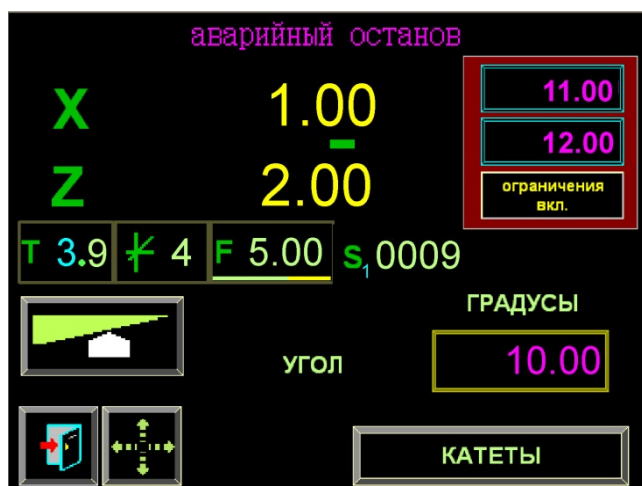 аварийный останов
X 1.00 11.00
12.00
Z 2.00 ограничения
вкл.
T 3.9 4 F 5.00 S1 0009
ГРАДУСЫ
УГОЛ 10.00
КАТЕТЫ